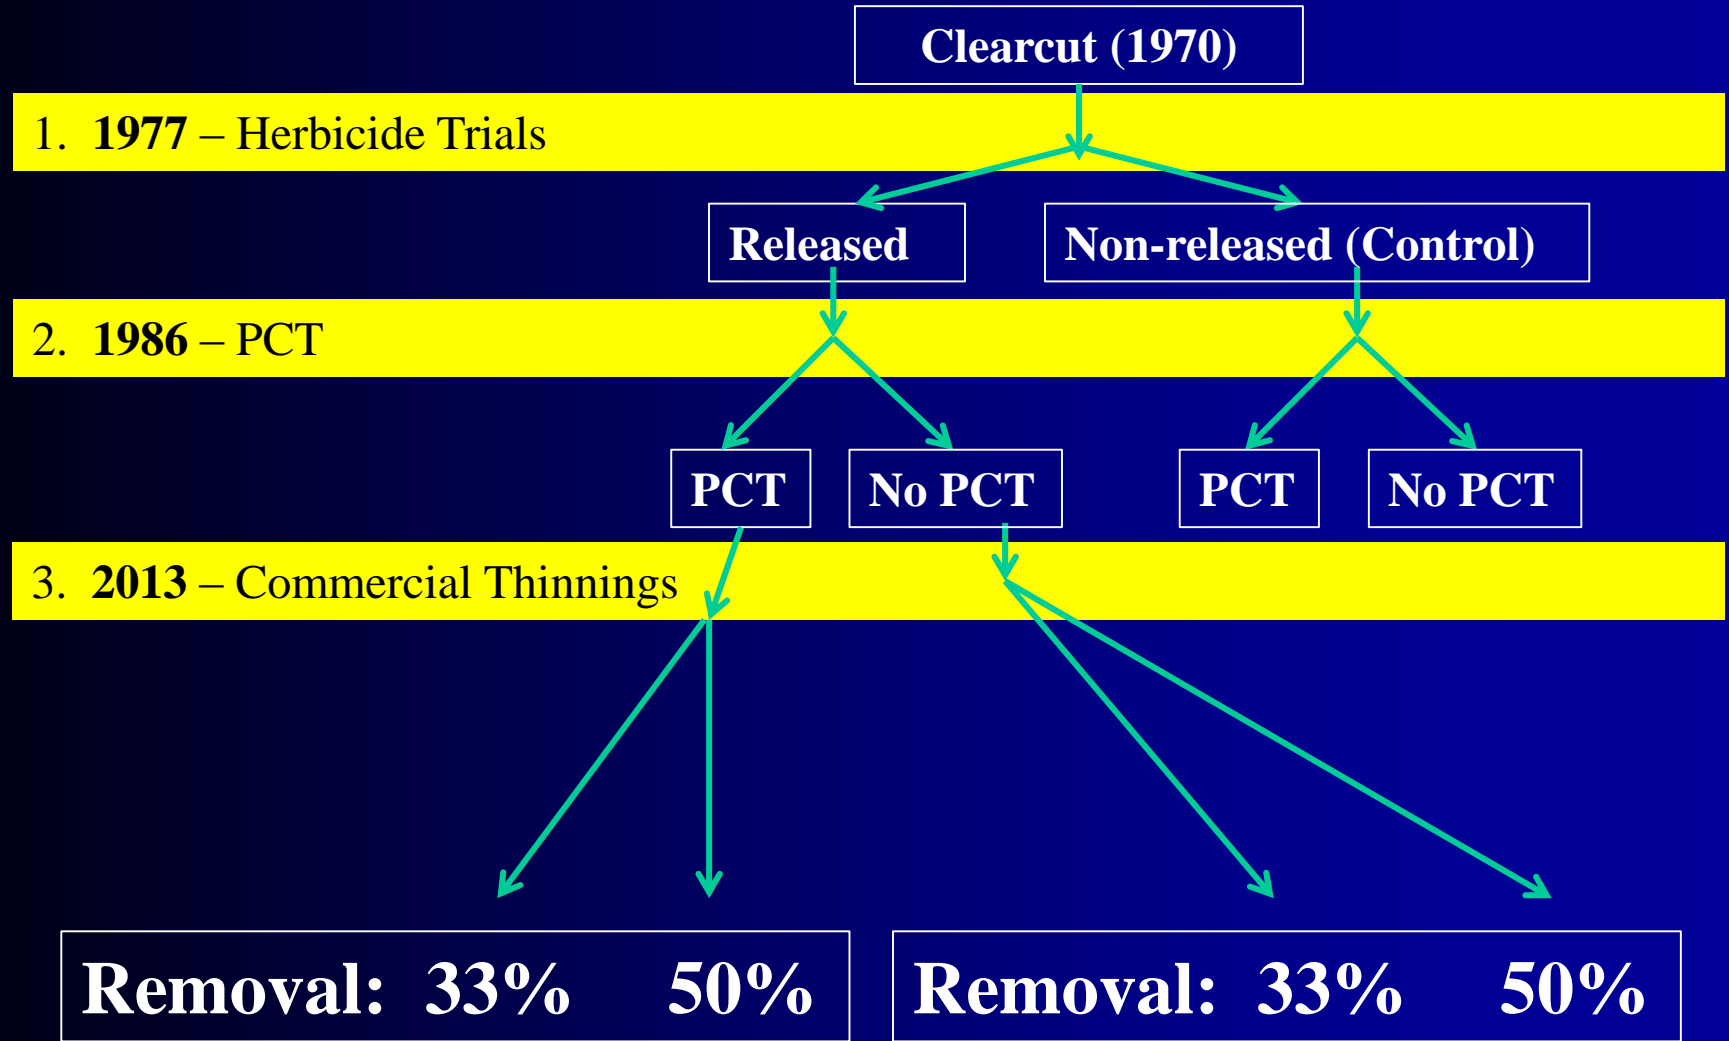 Clearcut (1970)
1. 1977 – Herbicide Trials
Released
Non-released (Control)
2. 1986 – PCT
PCT
No PCT
PCT
No PCT
3. 2013 – Commercial Thinnings
Removal: 33% 50%
Removal: 33% 50%